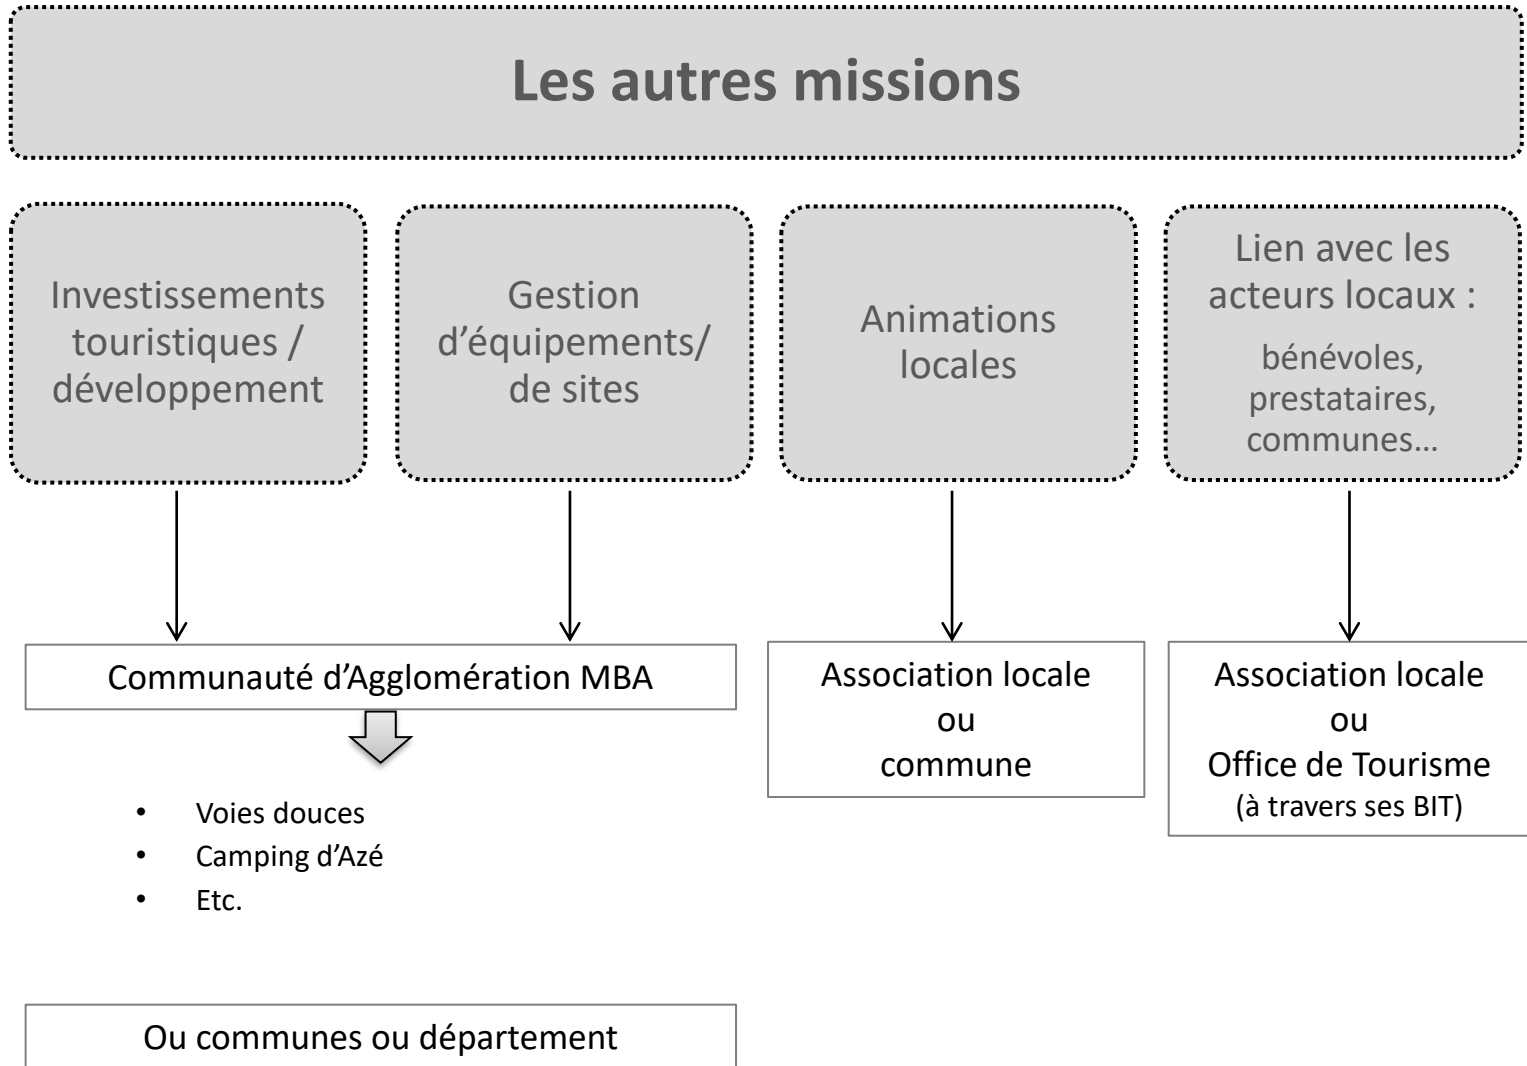 Les autres missions
Investissements
touristiques /
développement
Gestion
d’équipements/
de sites
Animations
locales
Lien avec les
acteurs locaux :
bénévoles,
prestataires,
communes…
Communauté d’Agglomération MBA
• Voies douces
• Camping d’Azé
• Etc.
Ou communes ou département
Association locale
ou
commune
Association locale
ou
Office de Tourisme
(à travers ses BIT)